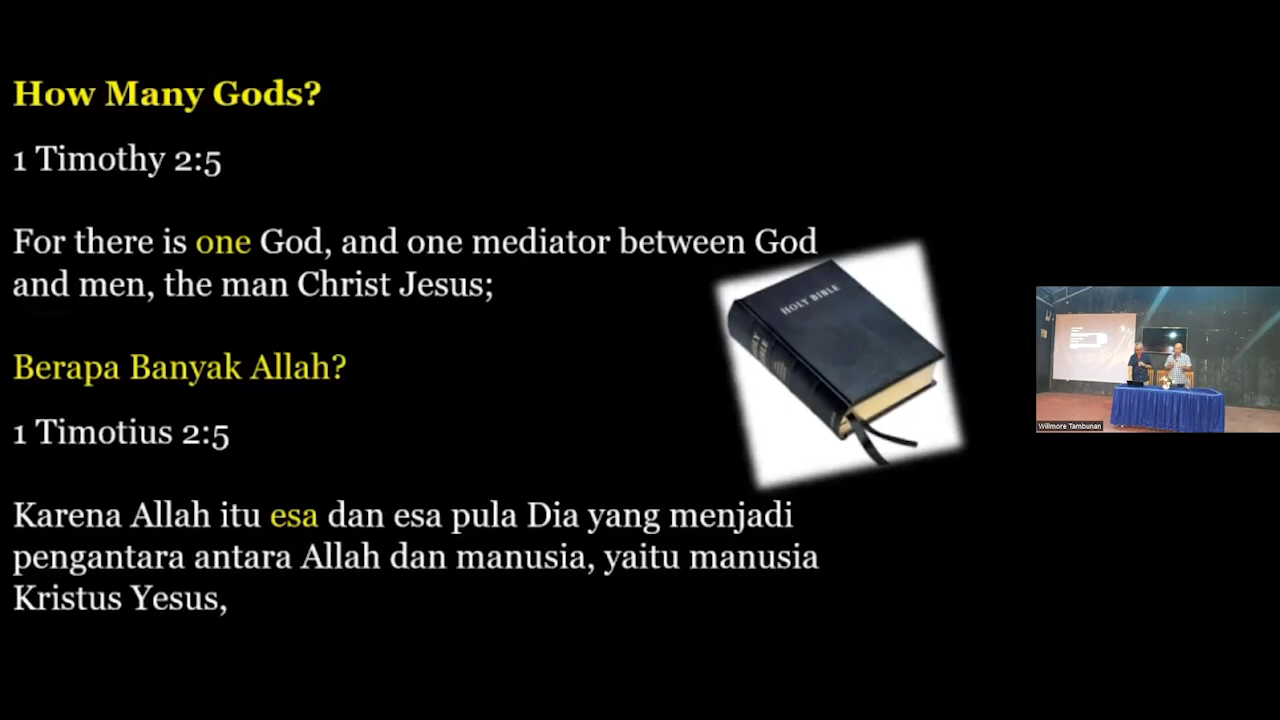 How Many Gods?
1 Timothy 2:5
For there is one God, and one mediator between God
and men, the man Christ Jesus;
HOLY BIBLE
Berapa Banyak Allah?
1 Timotius 2:5
Karena Allah itu esa dan esa pula Dia yang menjadi
pengantara antara Allah dan manusia, yaitu manusia
Kristus Yesus,
Willmore Tambunan